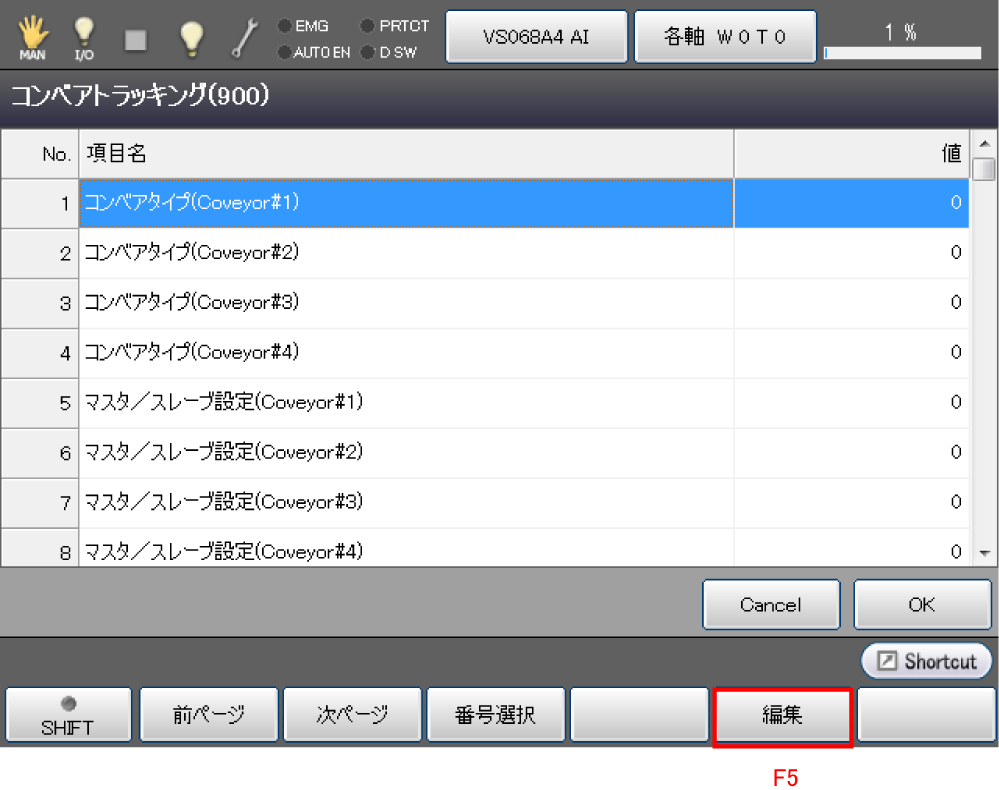 MAN I/O EMG PRTCT VS068A4 AI 各軸 W 0 T 0 1 %
AUTO EN D SW
コンベアトラッキング(900)
No. 項目名 値
1 コンベアタイプ(Coveyor#1) 0
2 コンベアタイプ(Coveyor#2) 0
3 コンベアタイプ(Coveyor#3) 0
4 コンベアタイプ(Coveyor#4) 0
5 マスタ/スレーブ設定(Coveyor#1) 0
6 マスタ/スレーブ設定(Coveyor#2) 0
7 マスタ/スレーブ設定(Coveyor#3) 0
8 マスタ/スレーブ設定(Coveyor#4) 0
Cancel OK
Shortcut
SHIFT 前ページ 次ページ 番号選択 編集
F5